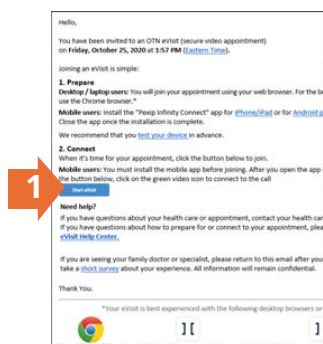 Hello,
You have been invited to an OTN eVisit (secure video appointment)
on Friday, October 25, 2020 at 1:57 PM (Eastern Time).
Joining an eVisit is simple:
1. Prepare
Desktop / laptop users: You will join your appointment using your web browser. For the be
use the Chrome browser.*
Mobile users: Install the "Pexip Infinity Connect" app for iPhone/iPad or for Android p
Close the app once the installation is complete.
We recommend that you test your device in advance.
2. Connect
When it's time for your appointment, click the button below to join.
Mobile users: You must install the mobile app before joining. After you open the app
the button below, click on the green video icon to connect to the call
1
Start eVisit
Need help?
If you have questions about your health care or appointment, contact your health car
If you have questions about how to prepare for or connect to your appointment, plea
eVisit Help Center.
If you are seeing your family doctor or specialist, please return to this email after your
take a short survey about your experience. All information will remain confidential.
Thank You.
*Your eVisit is best experienced with the following desktop browsers or
] [ ]